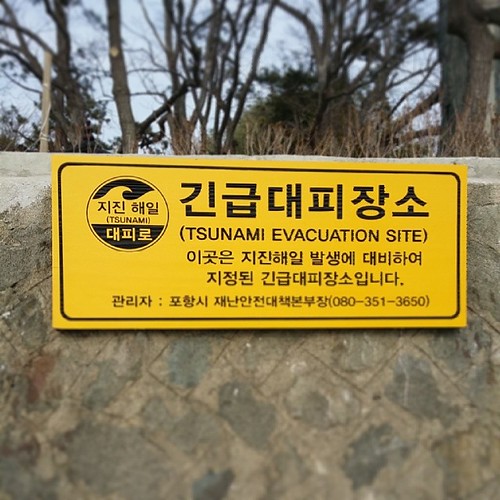 지진 해일
(TSUNAMI)
대피로
긴급대피장소
(TSUNAMI EVACUATION SITE)
이곳은 지진해일 발생에 대비하여
지정된 긴급대피장소입니다.
관리자 : 포항시 재난안전대책본부장(080-351-3650)